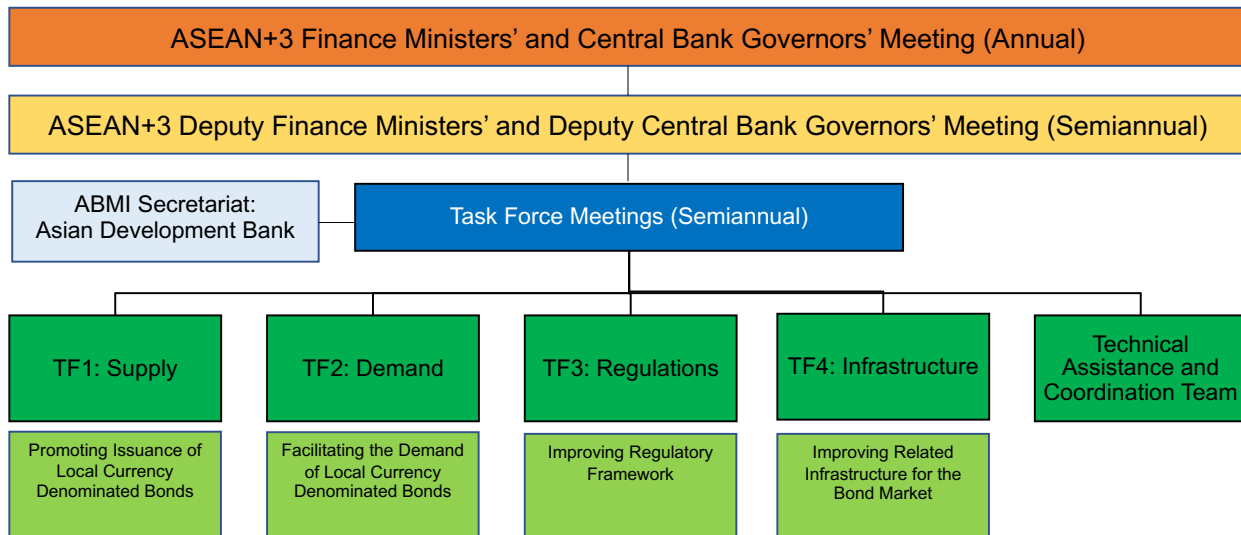 ASEAN+3 Finance Ministers’ and Central Bank Governors’ Meeting (Annual)
ASEAN+3 Deputy Finance Ministers’ and Deputy Central Bank Governors’ Meeting (Semiannual)
ABMI Secretariat:
Asian Development Bank
Task Force Meetings (Semiannual)
TF1: Supply
TF2: Demand
TF3: Regulations
TF4: Infrastructure
Technical
Assistance and
Coordination Team
Promoting Issuance of
Local Currency
Denominated Bonds
Facilitating the Demand
of Local Currency
Denominated Bonds
Improving Regulatory
Framework
Improving Related
Infrastructure for the
Bond Market